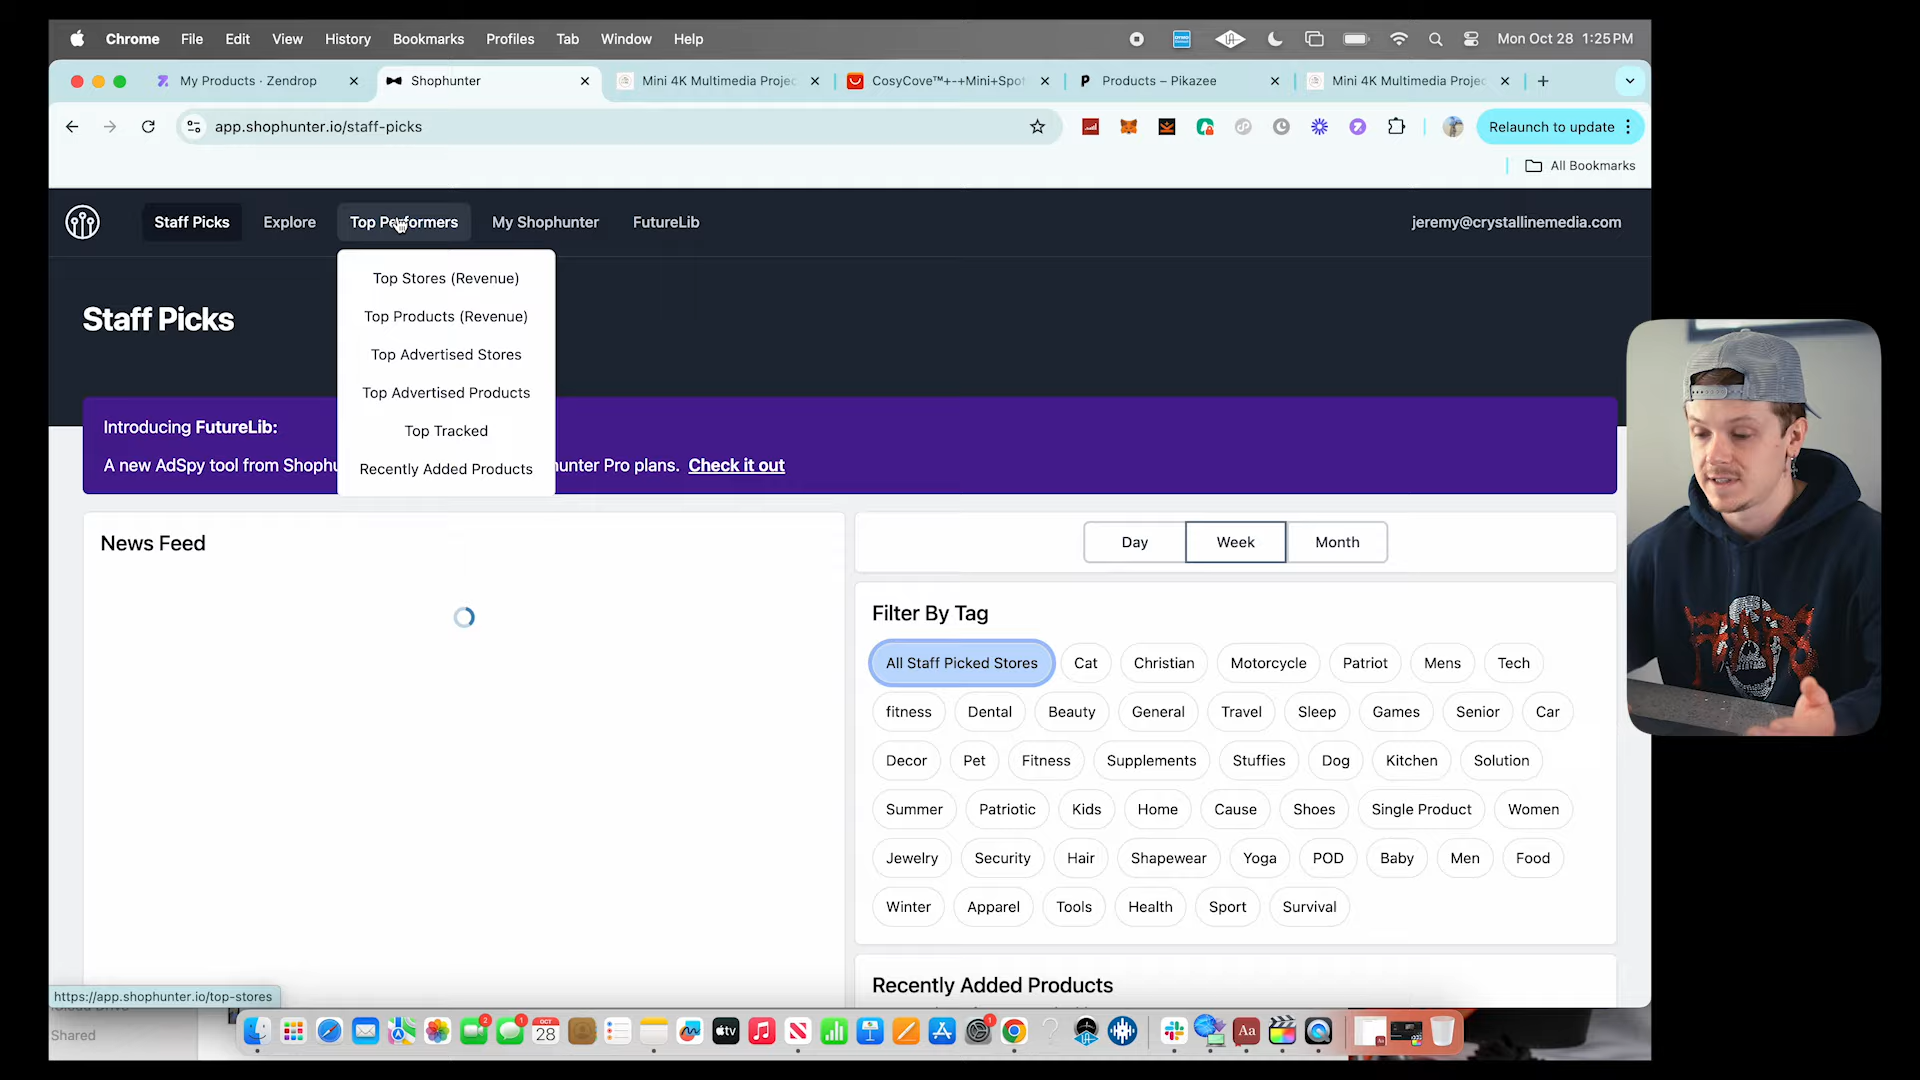 Chrome File Edit View History Bookmarks Profiles Tab Window Help Mon Oct 28 1:25 PM
My Products · Zendrop Shophunter Mini 4K Multimedia Projec CosyCove™+-+Mini+Spot Products – Pikazee Mini 4K Multimedia Projec
app.shophunter.io/staff-picks Relaunch to update
All Bookmarks
Staff Picks Explore Top Performers My Shophunter FutureLib jeremy@crystallinemedia.com
Top Stores (Revenue)
Staff Picks
Top Products (Revenue)
Top Advertised Stores
Top Advertised Products
Introducing FutureLib:
Top Tracked
A new AdSpy tool from Shophu unter Pro plans. Check it out
Recently Added Products
News Feed
Day Week Month
Filter By Tag
All Staff Picked Stores Cat Christian Motorcycle Patriot Mens Tech
fitness Dental Beauty General Travel Sleep Games Senior Car
Decor Pet Fitness Supplements Stuffies Dog Kitchen Solution
Summer Patriotic Kids Home Cause Shoes Single Product Women
Jewelry Security Hair Shapewear Yoga POD Baby Men Food
Winter Apparel Tools Health Sport Survival
Recently Added Products
https://app.shophunter.io/top-stores
Shared